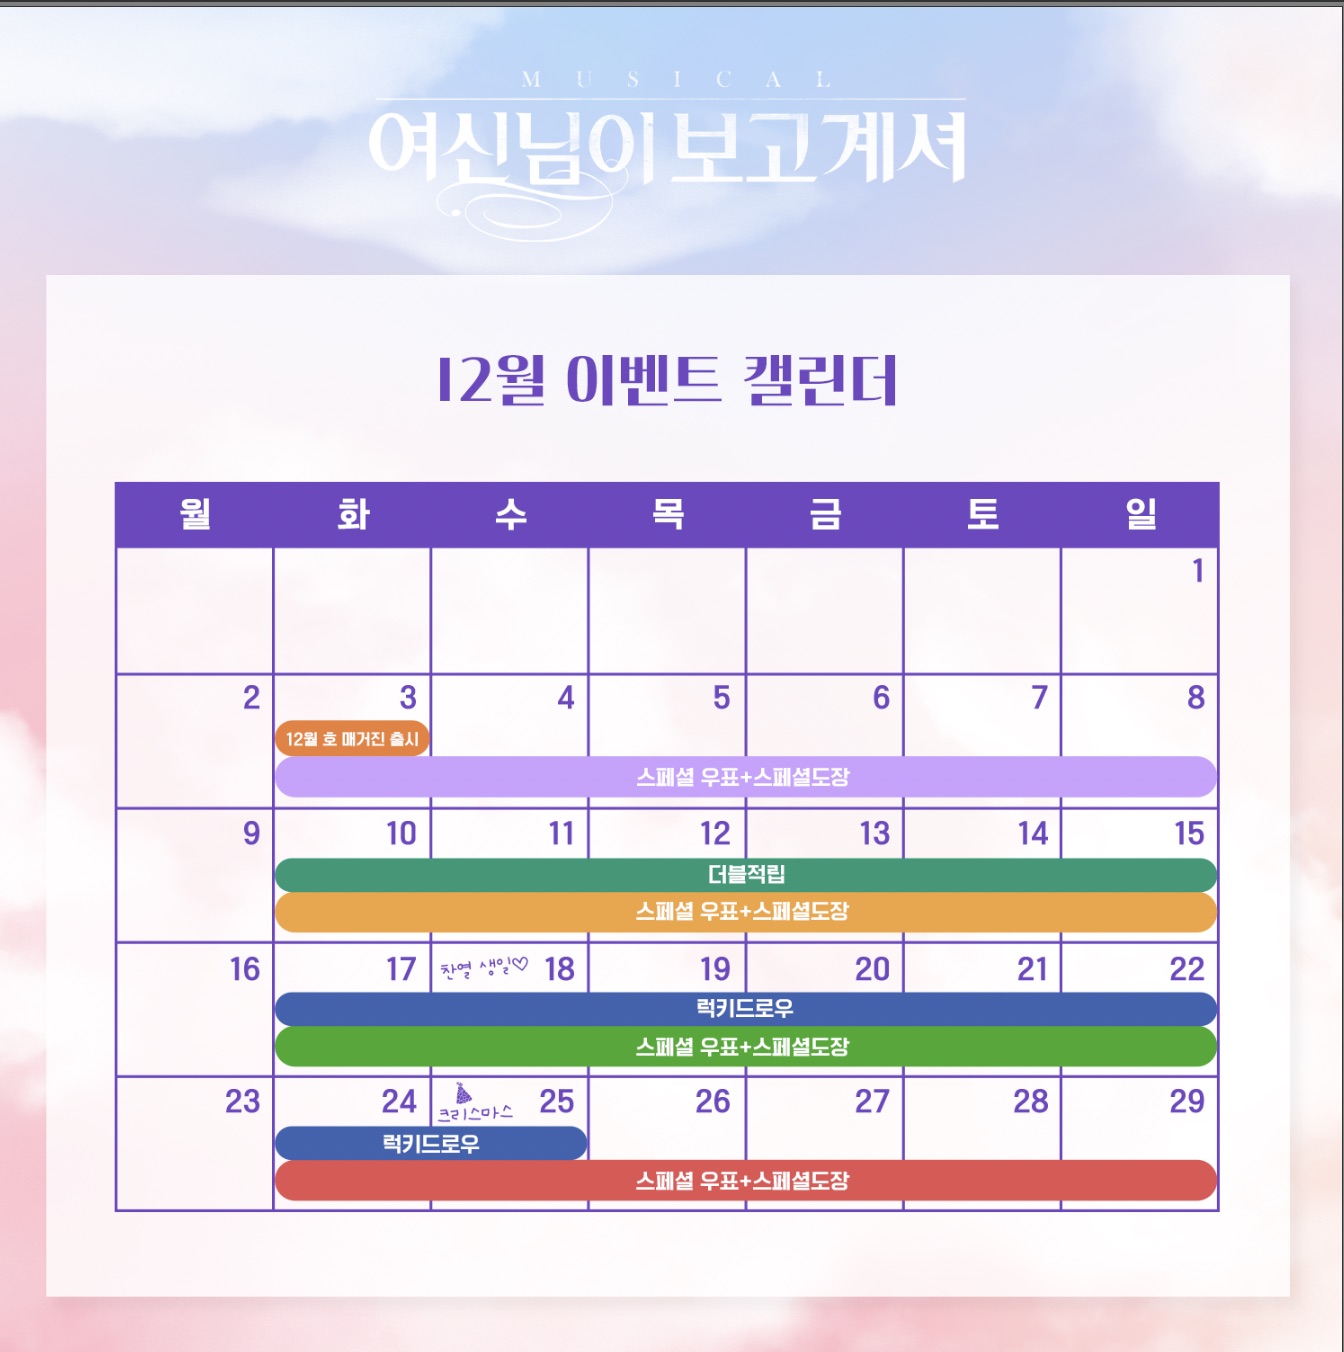 MUSICAL
여신님이 보고 계셔
12월 이벤트 캘린더
월 화 수 목 금 토 일
1
2 3 4 5 6 7 8
12월 호 매거진 출시
스페셜 우표+스페셜도장
9 10 11 12 13 14 15
더블적립
스페셜 우표+스페셜도장
16 17 찬열 생일♡ 18 19 20 21 22
럭키드로우
스페셜 우표+스페셜도장
23 24 크리스마스 25 26 27 28 29
럭키드로우
스페셜 우표+스페셜도장